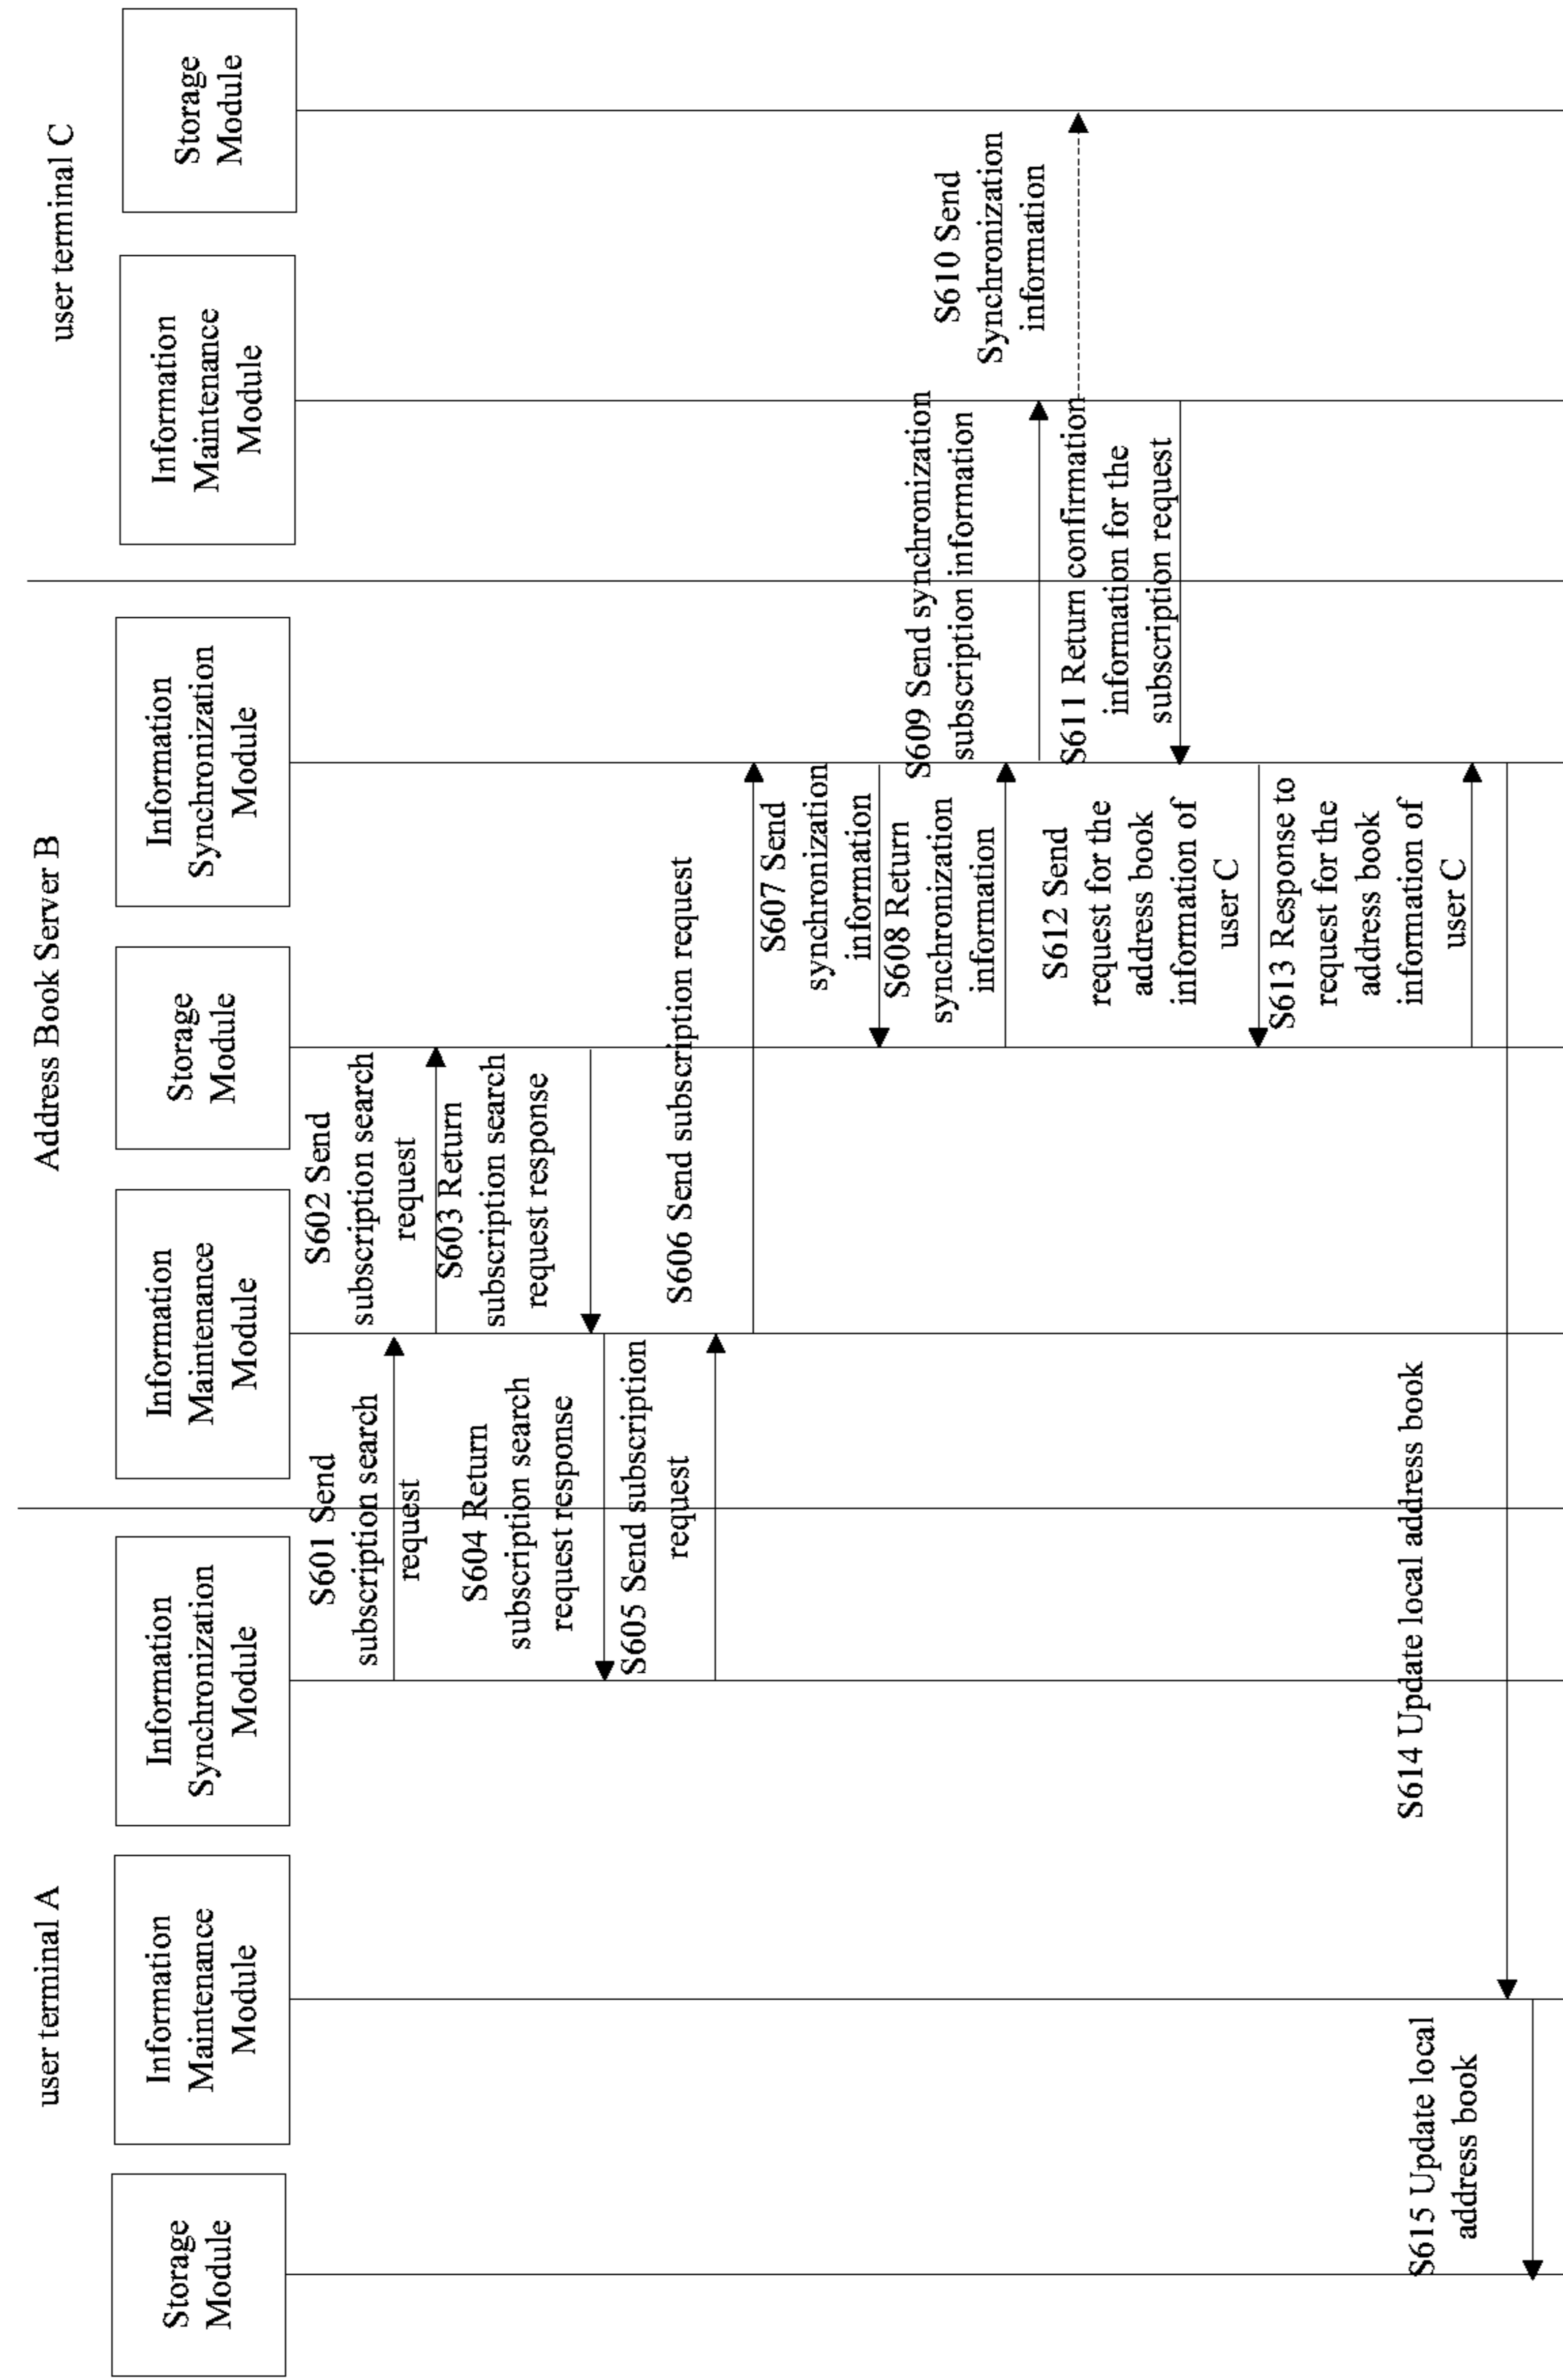 user terminal A
Address Book Server B
user terminal C
Storage
Module
Information
Maintenance
Module
Information
Synchronization
Module
Information
Maintenance
Module
Storage
Module
Information
Synchronization
Module
Information
Maintenance
Module
Storage
Module
S601 Send
subscription search
request
S602 Send
subscription search
request
S603 Return
subscription search
request response
S604 Return
subscription search
request response
S605 Send subscription
request
S606 Send subscription request
S607 Send
synchronization
information
S608 Return
synchronization
information
S609 Send synchronization
subscription information
S610 Send
Synchronization
information
S611 Return confirmation
information for the
subscription request
S612 Send
request for the
address book
information of
user C
S613 Response to
request for the
address book
information of
user C
S614 Update local address book
S615 Update local
address book